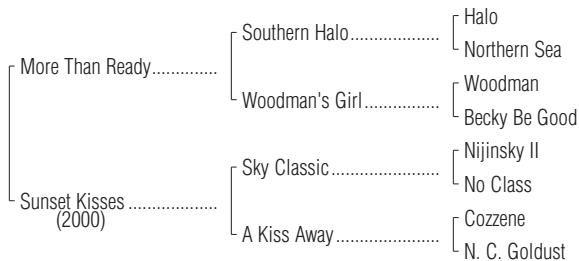 Halo
Southern Halo...................
Northern Sea
More Than Ready.............
Woodman
Woodman's Girl................
Becky Be Good
Nijinsky II
Sky Classic.......................
No Class
Sunset Kisses ..................
(2000)
Cozzene
A Kiss Away ......................
N. C. Goldust